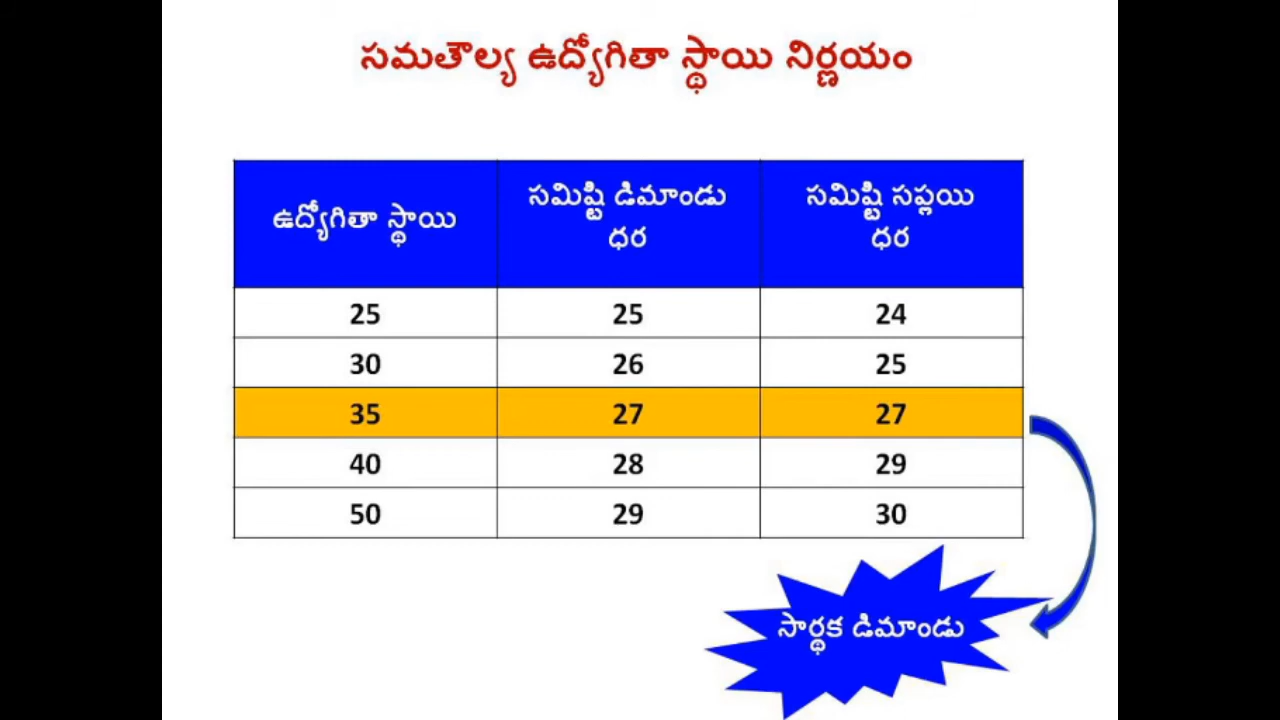 సమతౌల్య ఉద్యోగితా స్థాయి నిర్ణయం
ఉద్యోగితా స్థాయి సమిష్టి డిమాండు ధర సమిష్టి సప్లయి ధర
25 25 24
30 26 25
35 27 27
40 28 29
50 29 30
సార్థక డిమాండు